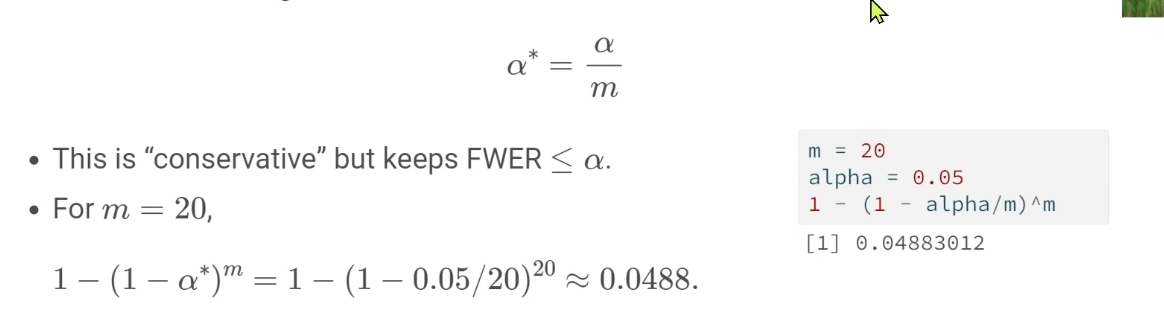 α* = α/m
• This is “conservative” but keeps FWER ≤ α.
• For m = 20,
1 − (1 − α*)^m = 1 − (1 − 0.05/20)^20 ≈ 0.0488.
m = 20
alpha = 0.05
1 - (1 - alpha/m)^m
[1] 0.04883012